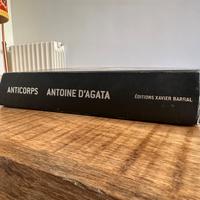 ANTICORPS ANTOINE D'AGATA ÉDITIONS XAVIER BARRAL